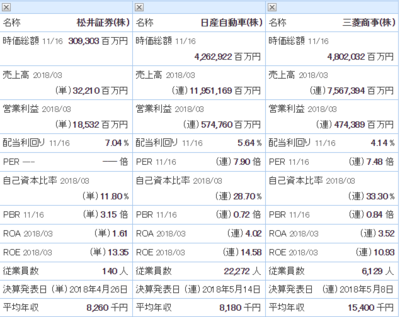 名称 松井証券(株)
時価総額 11/16 309,303 百万円
売上高 2018/03
(単) 32,210 百万円
営業利益 2018/03
(単) 18,532 百万円
配当利回り 11/16 7.04 %
PER ---- ---- 倍
自己資本比率 2018/03
(単) 11.80 %
PBR 11/16 (単) 3.15 倍
ROA 2018/03 (単) 1.61
ROE 2018/03 (単) 13.35
従業員数 140 人
決算発表日 (単) 2018年4月26日
平均年収 8,260 千円
名称 日産自動車(株)
時価総額 11/16
4,262,922 百万円
売上高 2018/03
(連) 11,951,169 百万円
営業利益 2018/03
(連) 574,760 百万円
配当利回り 11/16 5.64 %
PER 11/16 (連) 7.90 倍
自己資本比率 2018/03
(連) 28.70 %
PBR 11/16 (連) 0.72 倍
ROA 2018/03 (連) 4.02
ROE 2018/03 (連) 14.58
従業員数 22,272 人
決算発表日 (連) 2018年5月14日
平均年収 8,180 千円
名称 三菱商事(株)
時価総額 11/16
4,802,032 百万円
売上高 2018/03
(連) 7,567,394 百万円
営業利益 2018/03
(連) 474,389 百万円
配当利回り 11/16 4.14 %
PER 11/16 (連) 7.48 倍
自己資本比率 2018/03
(連) 33.30 %
PBR 11/16 (連) 0.84 倍
ROA 2018/03 (連) 3.52
ROE 2018/03 (連) 10.93
従業員数 6,129 人
決算発表日 (連) 2018年5月8日
平均年収 15,400 千円